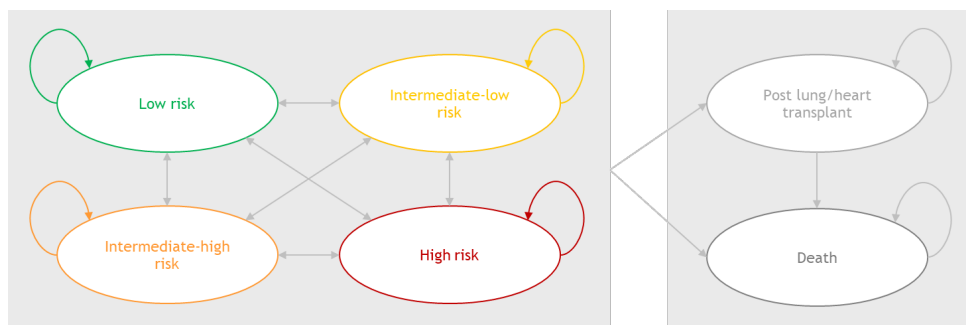 Low risk
Intermediate-low
risk
Post lung/heart
transplant
Intermediate-high
risk
High risk
Death